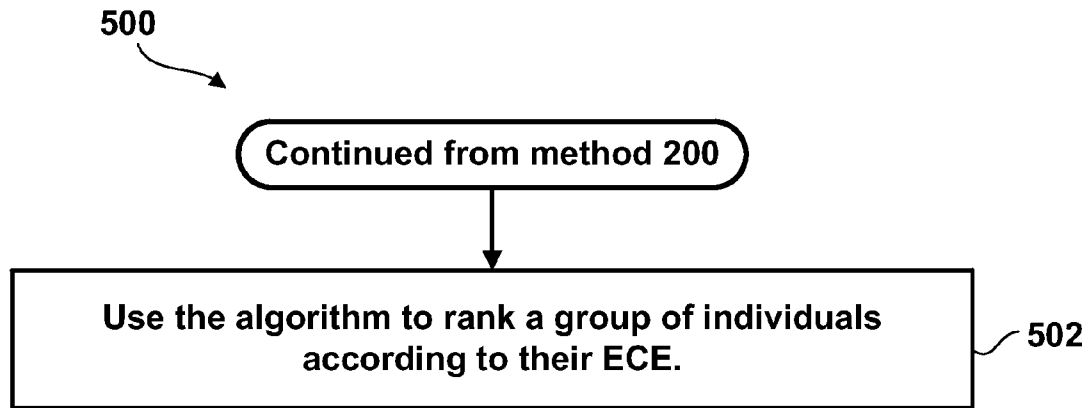 500
Continued from method 200
Use the algorithm to rank a group of individuals
according to their ECE.
502